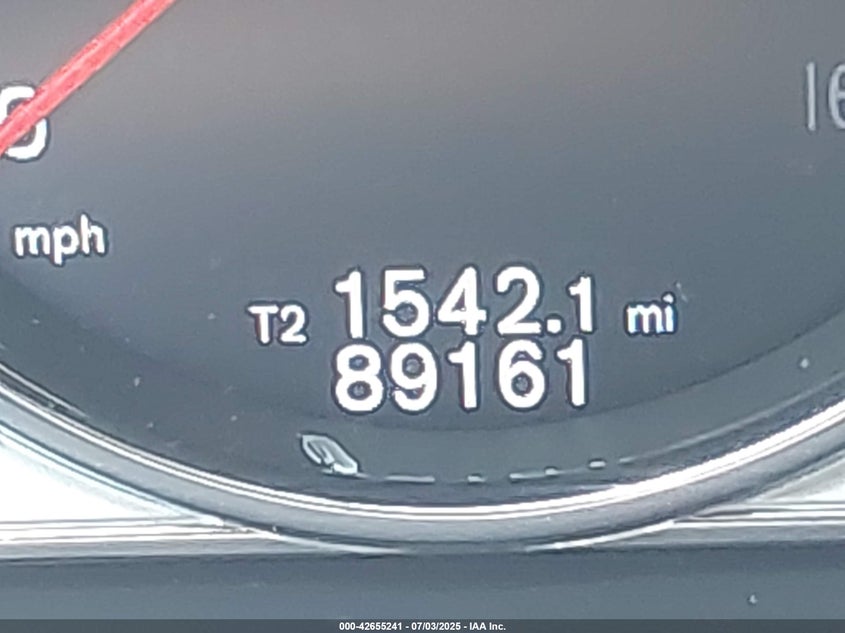 mph
T2 1542.1 mi
89161
000-42655241 - 07/03/2025 - IAA Inc.